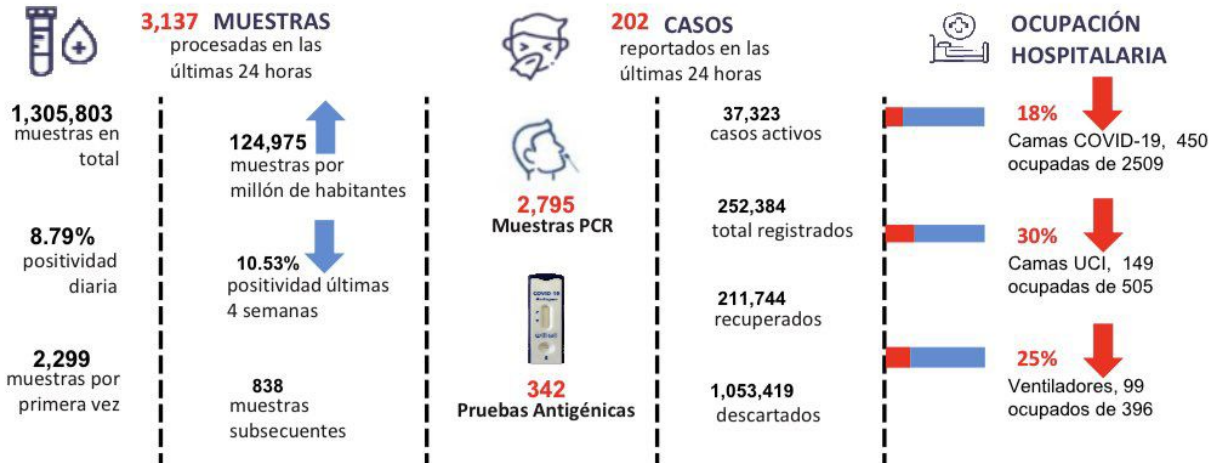 3,137 MUESTRAS
procesadas en las
últimas 24 horas
1,305,803
muestras en
total
8.79%
positividad
diaria
2,299
muestras por
primera vez
124,975
muestras por
millón de habitantes
10.53%
positividad últimas
4 semanas
838
muestras
subsecuentes
202 CASOS
reportados en las
últimas 24 horas
2,795
Muestras PCR
COVID-19
342
Pruebas Antigénicas
37,323
casos activos
252,384
total registrados
211,744
recuperados
1,053,419
descartados
OCUPACIÓN
HOSPITALARIA
18%
Camas COVID-19, 450
ocupadas de 2509
30%
Camas UCI, 149
ocupadas de 505
25%
Ventiladores, 99
ocupados de 396